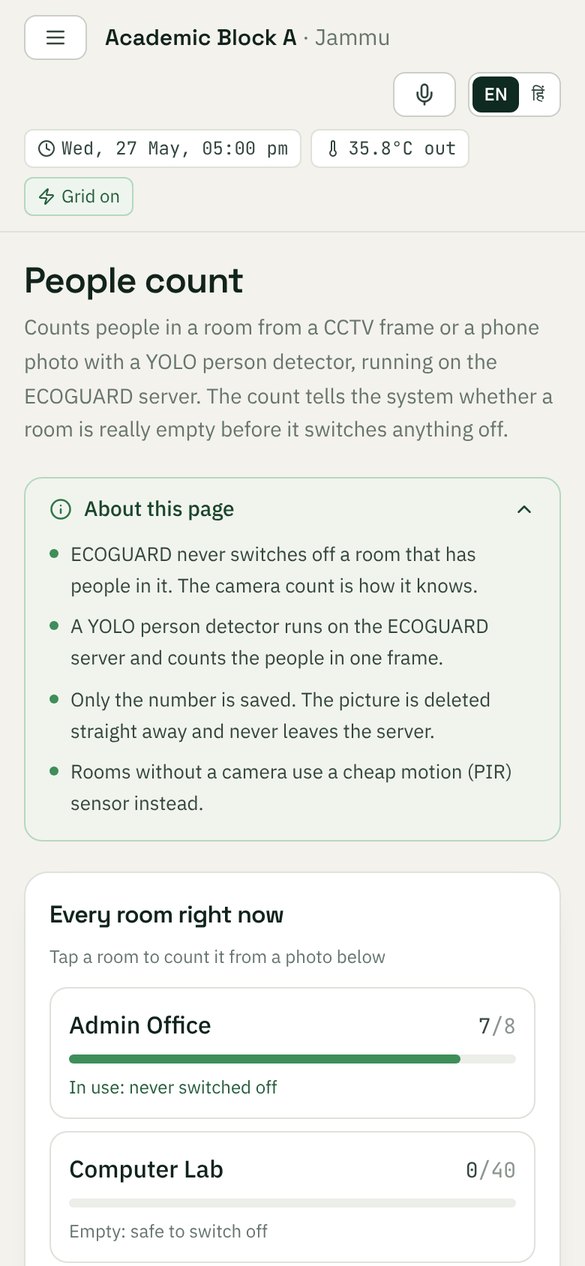 Academic Block A · Jammu
EN हिं
Wed, 27 May, 05:00 pm 35.8°C out
Grid on
People count
Counts people in a room from a CCTV frame or a phone
photo with a YOLO person detector, running on the
ECOGUARD server. The count tells the system whether a
room is really empty before it switches anything off.
About this page
ECOGUARD never switches off a room that has
people in it. The camera count is how it knows.
A YOLO person detector runs on the ECOGUARD
server and counts the people in one frame.
Only the number is saved. The picture is deleted
straight away and never leaves the server.
Rooms without a camera use a cheap motion (PIR)
sensor instead.
Every room right now
Tap a room to count it from a photo below
Admin Office 7/8
In use: never switched off
Computer Lab 0/40
Empty: safe to switch off